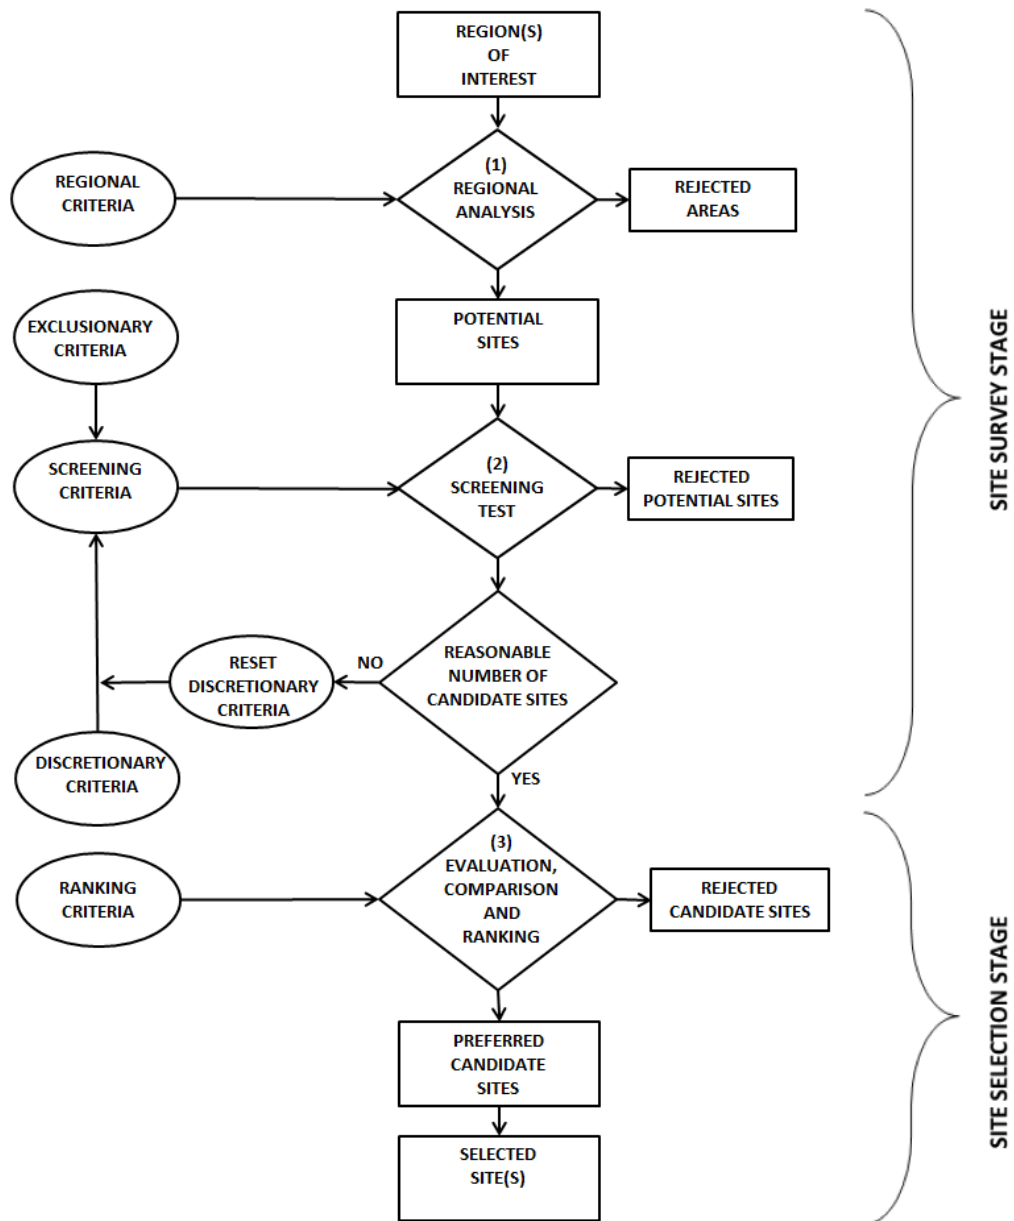 REGION(S)
OF
INTEREST
(1)
REGIONAL
ANALYSIS
REGIONAL
CRITERIA
REJECTED
AREAS
EXCLUSIONARY
CRITERIA
POTENTIAL
SITES
SCREENING
CRITERIA
(2)
SCREENING
TEST
REJECTED
POTENTIAL SITES
REASONABLE
NUMBER OF
CANDIDATE SITES
NO
RESET
DISCRETIONARY
CRITERIA
DISCRETIONARY
CRITERIA
YES
SITE SURVEY STAGE
(3)
EVALUATION,
COMPARISON
AND
RANKING
RANKING
CRITERIA
REJECTED
CANDIDATE SITES
PREFERRED
CANDIDATE
SITES
SELECTED
SITE(S)
SITE SELECTION STAGE